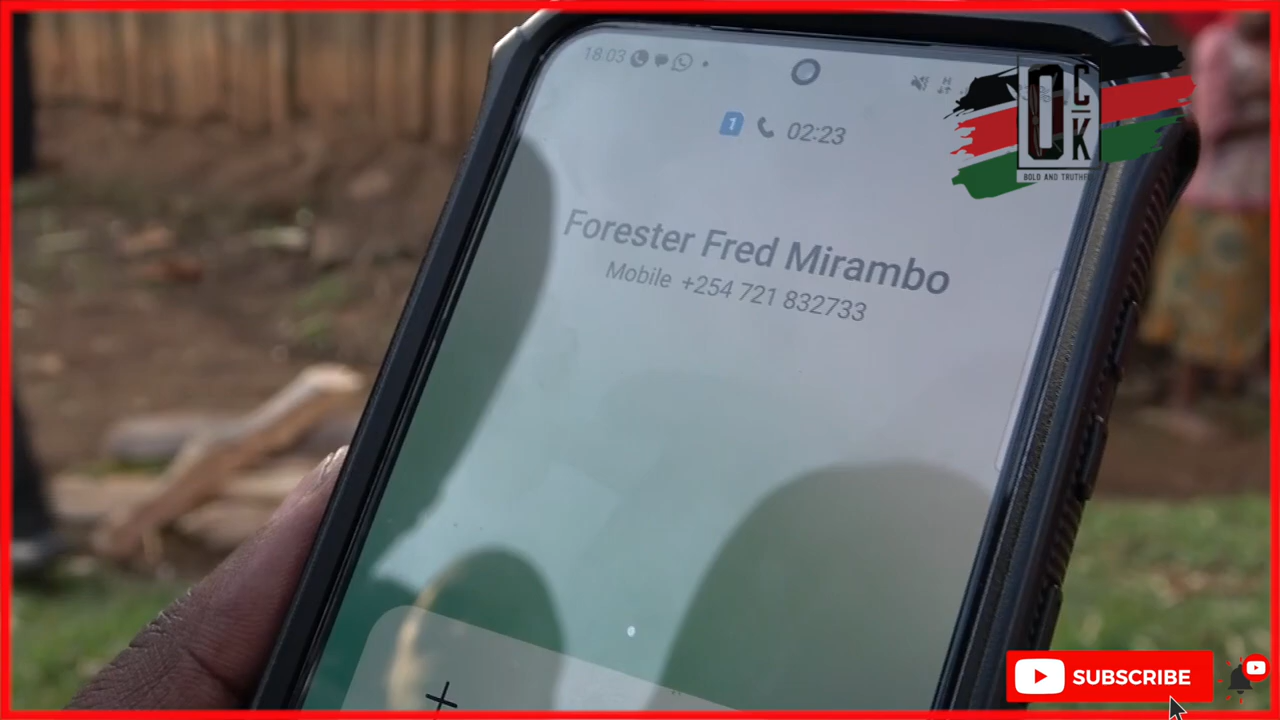 18:03
1 02:23
Forester Fred Mirambo
Mobile +254 721 832733
O
C
K
BOLD AND TRUTHFUL
SUBSCRIBE